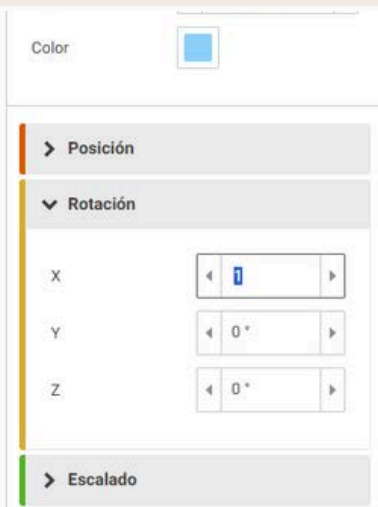 Color
Posición
Rotación
X 1
Y 0 °
Z 0 °
Escalado